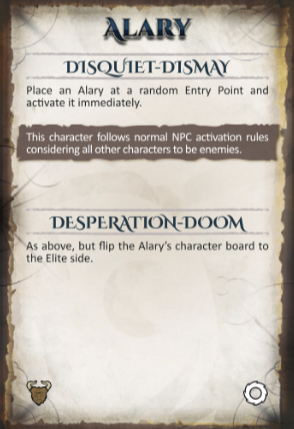 ALARY
DISQUIET-DISMAY
Place an Alary at a random Entry Point and
activate it immediately.
This character follows normal NPC activation rules
considering all other characters to be enemies.
DESPERATION-DOOM
As above, but flip the Alary's character board to
the Elite side.